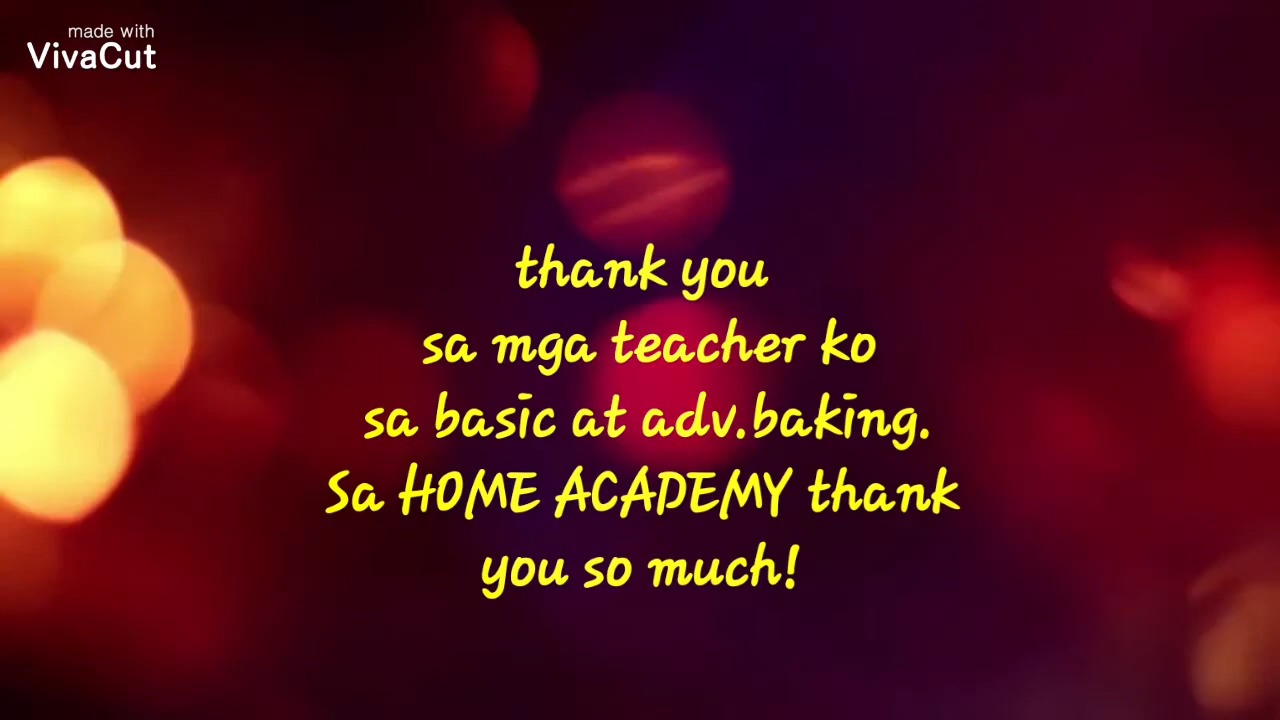 made with
VivaCut
thank you
sa mga teacher ko
sa basic at adv.baking.
Sa HOME ACADEMY thank
you so much!